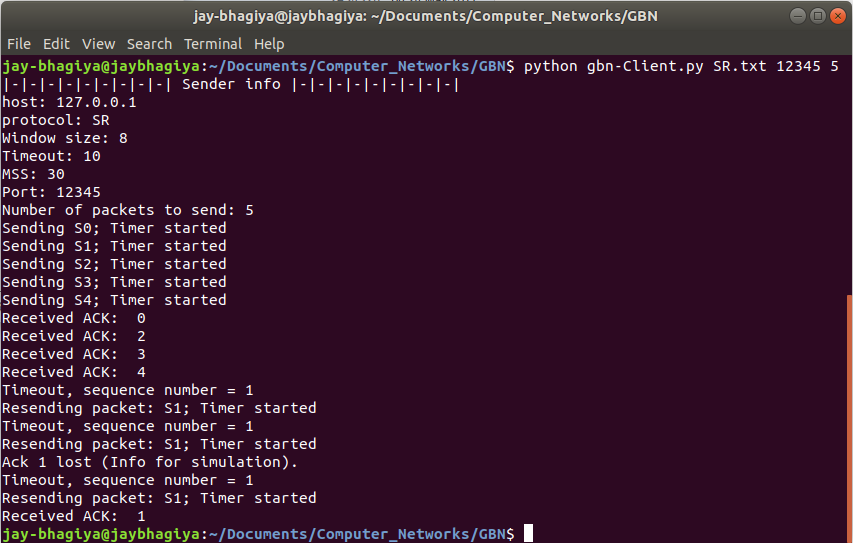 jay-bhagiya@jaybhagiya: ~/Documents/Computer_Networks/GBN
File Edit View Search Terminal Help
jay-bhagiya@jaybhagiya:~/Documents/Computer_Networks/GBN$ python gbn-Client.py SR.txt 12345 5
|-|-|-|-|-|-|-|-|-| Sender info |-|-|-|-|-|-|-|-|-|
host: 127.0.0.1
protocol: SR
Window size: 8
Timeout: 10
MSS: 30
Port: 12345
Number of packets to send: 5
Sending S0; Timer started
Sending S1; Timer started
Sending S2; Timer started
Sending S3; Timer started
Sending S4; Timer started
Received ACK:  0
Received ACK:  2
Received ACK:  3
Received ACK:  4
Timeout, sequence number = 1
Resending packet: S1; Timer started
Timeout, sequence number = 1
Resending packet: S1; Timer started
Ack 1 lost (Info for simulation).
Timeout, sequence number = 1
Resending packet: S1; Timer started
Received ACK:  1
jay-bhagiya@jaybhagiya:~/Documents/Computer_Networks/GBN$